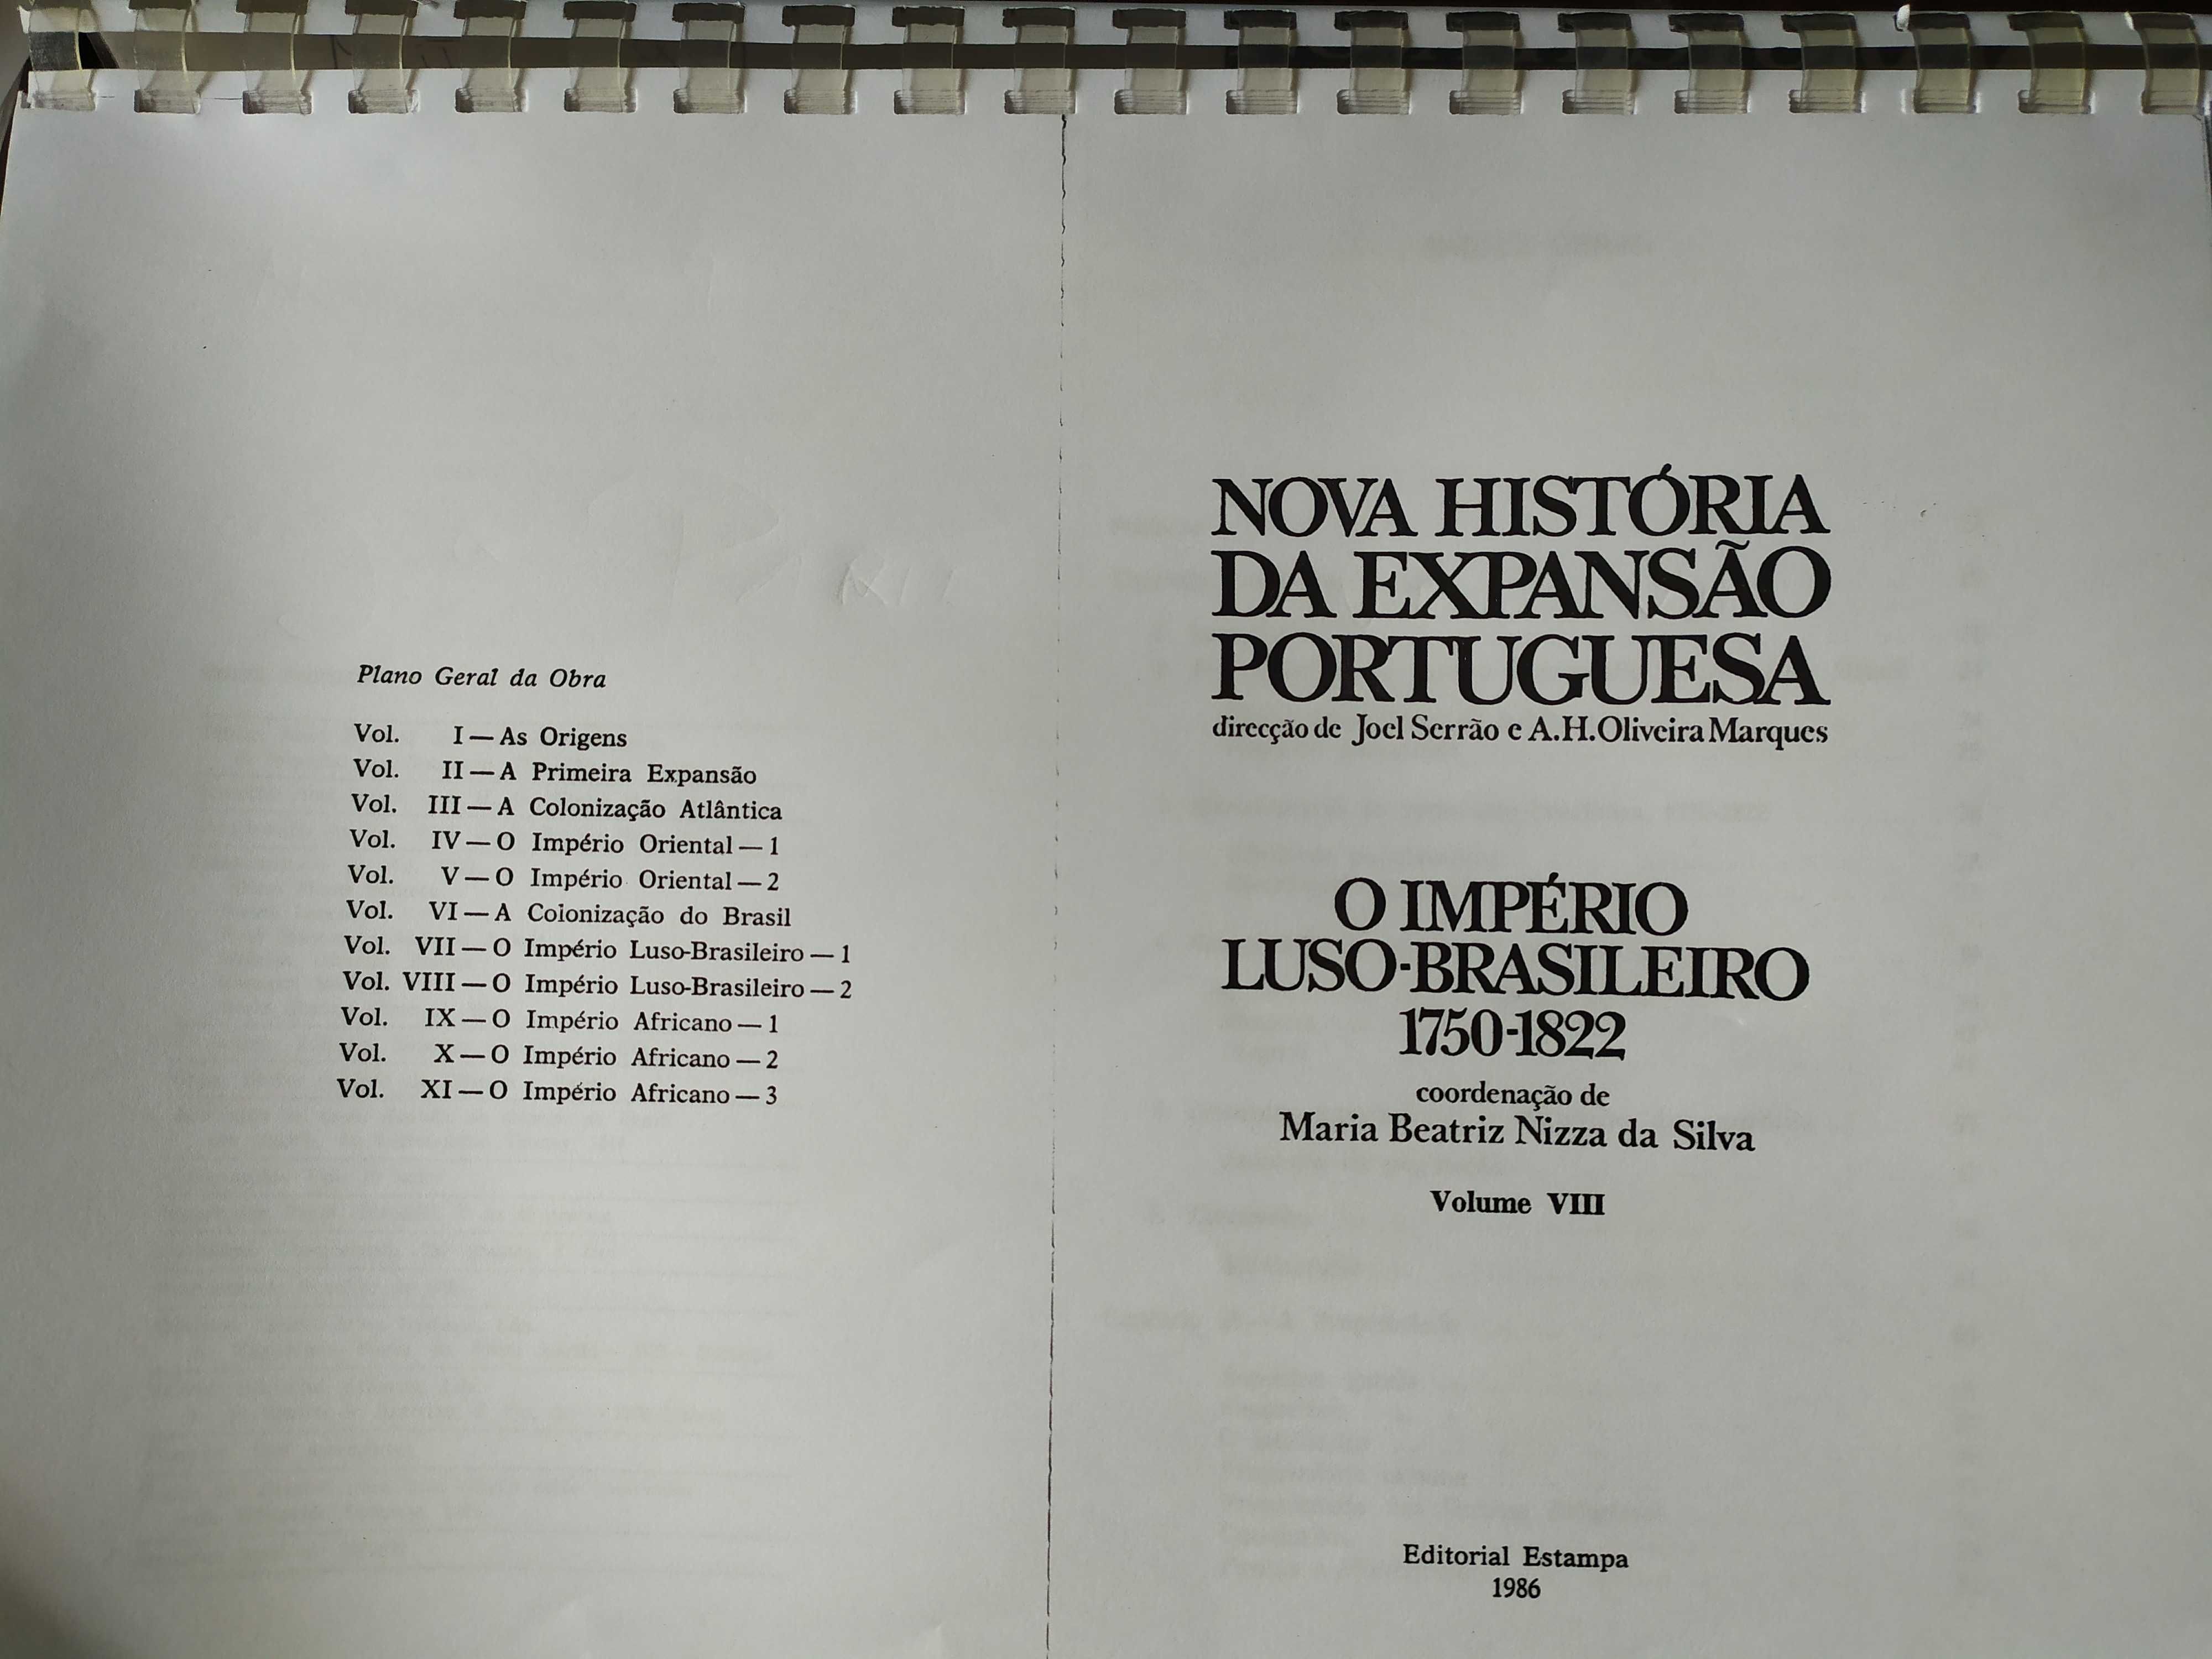 Plano Geral da Obra
Vol. I — As Origens
Vol. II — A Primeira Expansão
Vol. III — A Colonização Atlântica
Vol. IV — O Império Oriental — 1
Vol. V — O Império Oriental — 2
Vol. VI — A Colonização do Brasil
Vol. VII — O Império Luso-Brasileiro — 1
Vol. VIII — O Império Luso-Brasileiro — 2
Vol. IX — O Império Africano — 1
Vol. X — O Império Africano — 2
Vol. XI — O Império Africano — 3
NOVA HISTÓRIA
DA EXPANSÃO
PORTUGUESA
direcção de Joel Serrão e A.H.Oliveira Marques
O IMPÉRIO
LUSO-BRASILEIRO
1750-1822
coordenação de
Maria Beatriz Nizza da Silva
Volume VIII
Editorial Estampa
1986